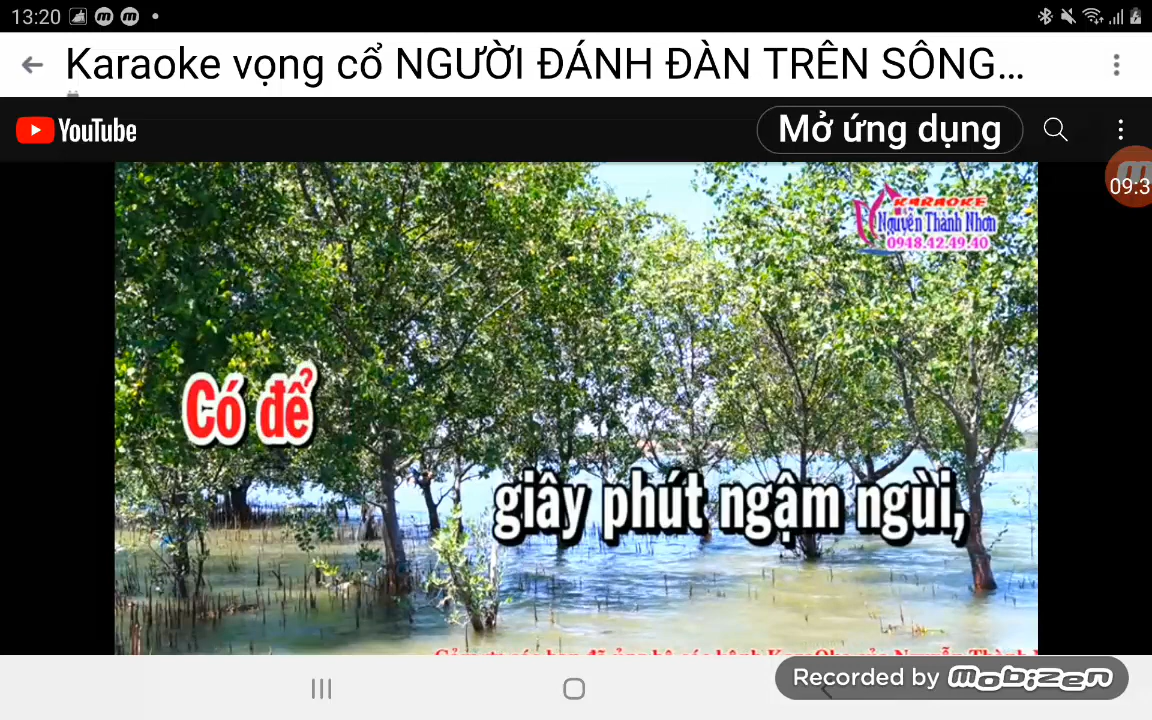 13:20
Karaoke vọng cổ NGƯỜI ĐÁNH ĐÀN TRÊN SÔNG...
YouTube
Mở ứng dụng
09:3
KARAOKE
Nguyễn Thành Nhơn
0948.42.49.40
Có để
giây phút ngậm ngùi,
Recorded by mobizen